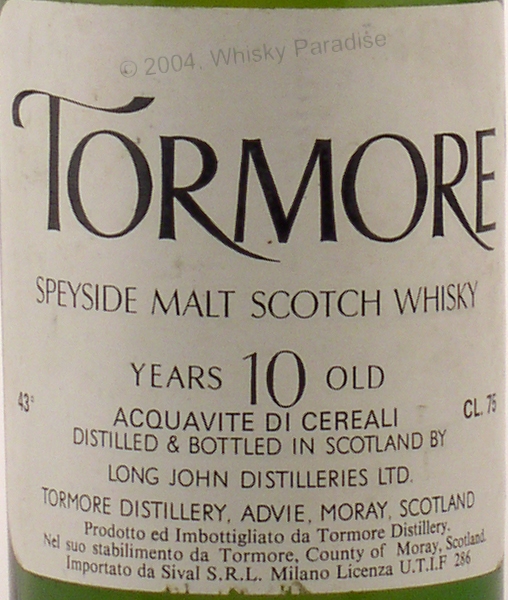 © 2004, Whisky Paradise
TORMORE
SPEYSIDE MALT SCOTCH WHISKY
YEARS 10 OLD
43° CL. 75
ACQUAVITE DI CEREALI
DISTILLED & BOTTLED IN SCOTLAND BY
LONG JOHN DISTILLERIES LTD.
TORMORE DISTILLERY, ADVIE, MORAY, SCOTLAND
Prodotto ed Imbottigliato da Tormore Distillery.
Nel suo stabilimento da Tormore, County of Moray, Scotland.
Importato da Sival S.R.L. Milano Licenza U.T.I.F 286